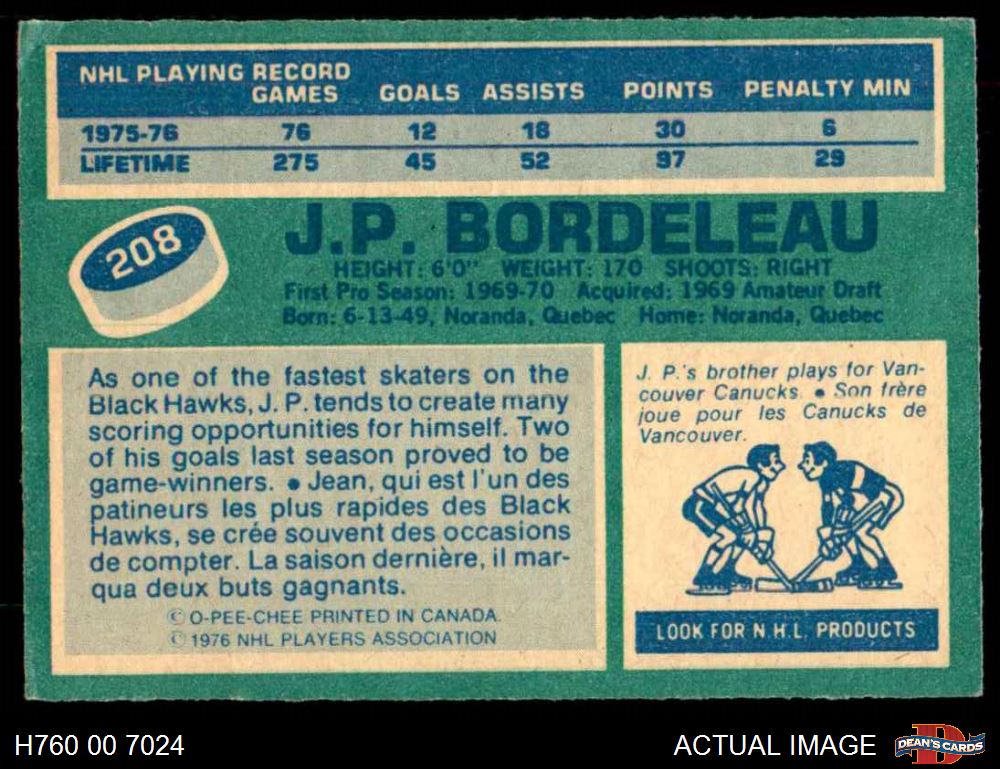 NHL PLAYING RECORD
GAMES GOALS ASSISTS POINTS PENALTY MIN
1975-76 76 12 18 30 6
LIFETIME 275 45 52 97 29
208
J.P. BORDELEAU
HEIGHT: 6'0" WEIGHT: 170 SHOOTS: RIGHT
First Pro Season: 1969-70 Acquired: 1969 Amateur Draft
Born: 6-13-49, Noranda, Quebec Home: Noranda, Quebec
As one of the fastest skaters on the
Black Hawks, J. P. tends to create many
scoring opportunities for himself. Two
of his goals last season proved to be
game-winners. ● Jean, qui est l'un des
patineurs les plus rapides des Black
Hawks, se crée souvent des occasions
de compter. La saison dernière, il mar-
qua deux buts gagnants.
© O-PEE-CHEE PRINTED IN CANADA.
© 1976 NHL PLAYERS ASSOCIATION
J. P.'s brother plays for Van-
couver Canucks. ● Son frère
joue pour les Canucks de
Vancouver.
LOOK FOR N.H.L. PRODUCTS
H760 00 7024
ACTUAL IMAGE
DEAN'S CARDS